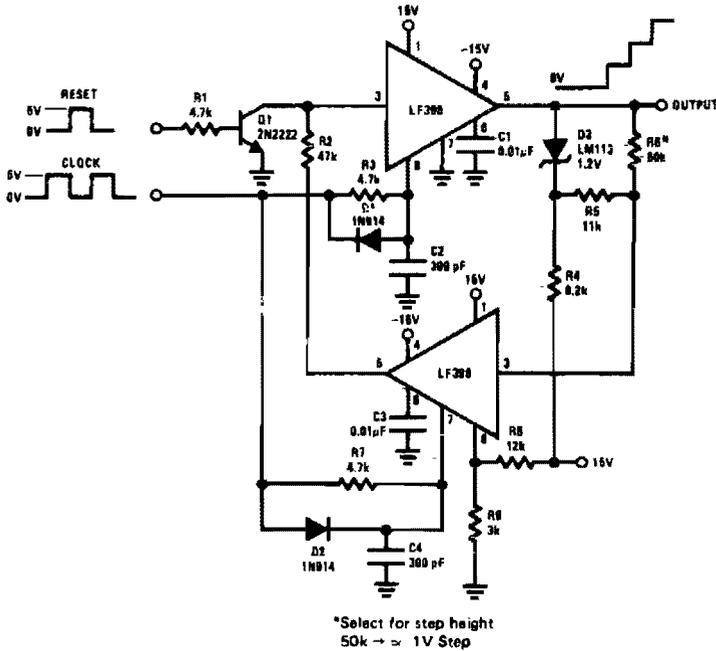 15V
1
-15V
4
RESET
5V
0V
R1
4.7k
Q1
2N2222
3
LF398
5
0V
OUTPUT
6
C1
0.01μF
7
8
R2
47k
D3
LM113
1.2V
R6*
50k
CLOCK
5V
0V
R3
4.7k
D1
1N914
R5
11k
C2
300 pF
R4
8.2k
15V
1
-15V
4
5
LF398
3
6
7
8
C3
0.01μF
R8
12k
15V
R7
4.7k
R9
3k
D2
1N914
C4
300 pF
*Select for step height
50k → ≃ 1V Step